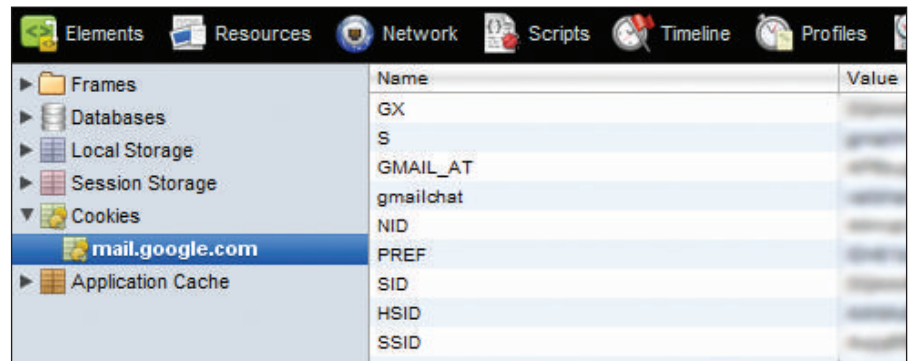 Elements Resources Network Scripts Timeline Profiles
Frames
Databases
Local Storage
Session Storage
Cookies
mail.google.com
Application Cache
Name Value
GX
S
GMAIL_AT
gmailchat
NID
PREF
SID
HSID
SSID